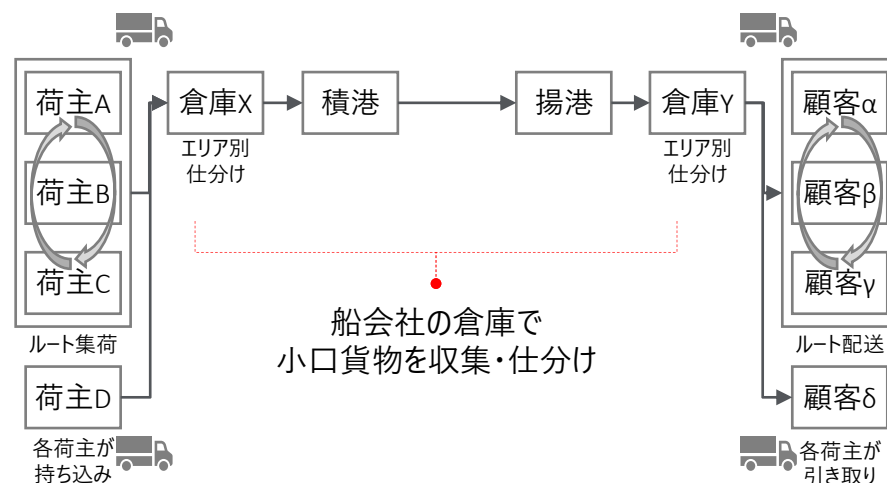 荷主A
荷主B
荷主C
ルート集荷
荷主D
各荷主が
持ち込み
倉庫X
エリア別
仕分け
積港
揚港
倉庫Y
エリア別
仕分け
船会社の倉庫で
小口貨物を収集・仕分け
顧客α
顧客β
顧客γ
ルート配送
顧客δ
各荷主が
引き取り